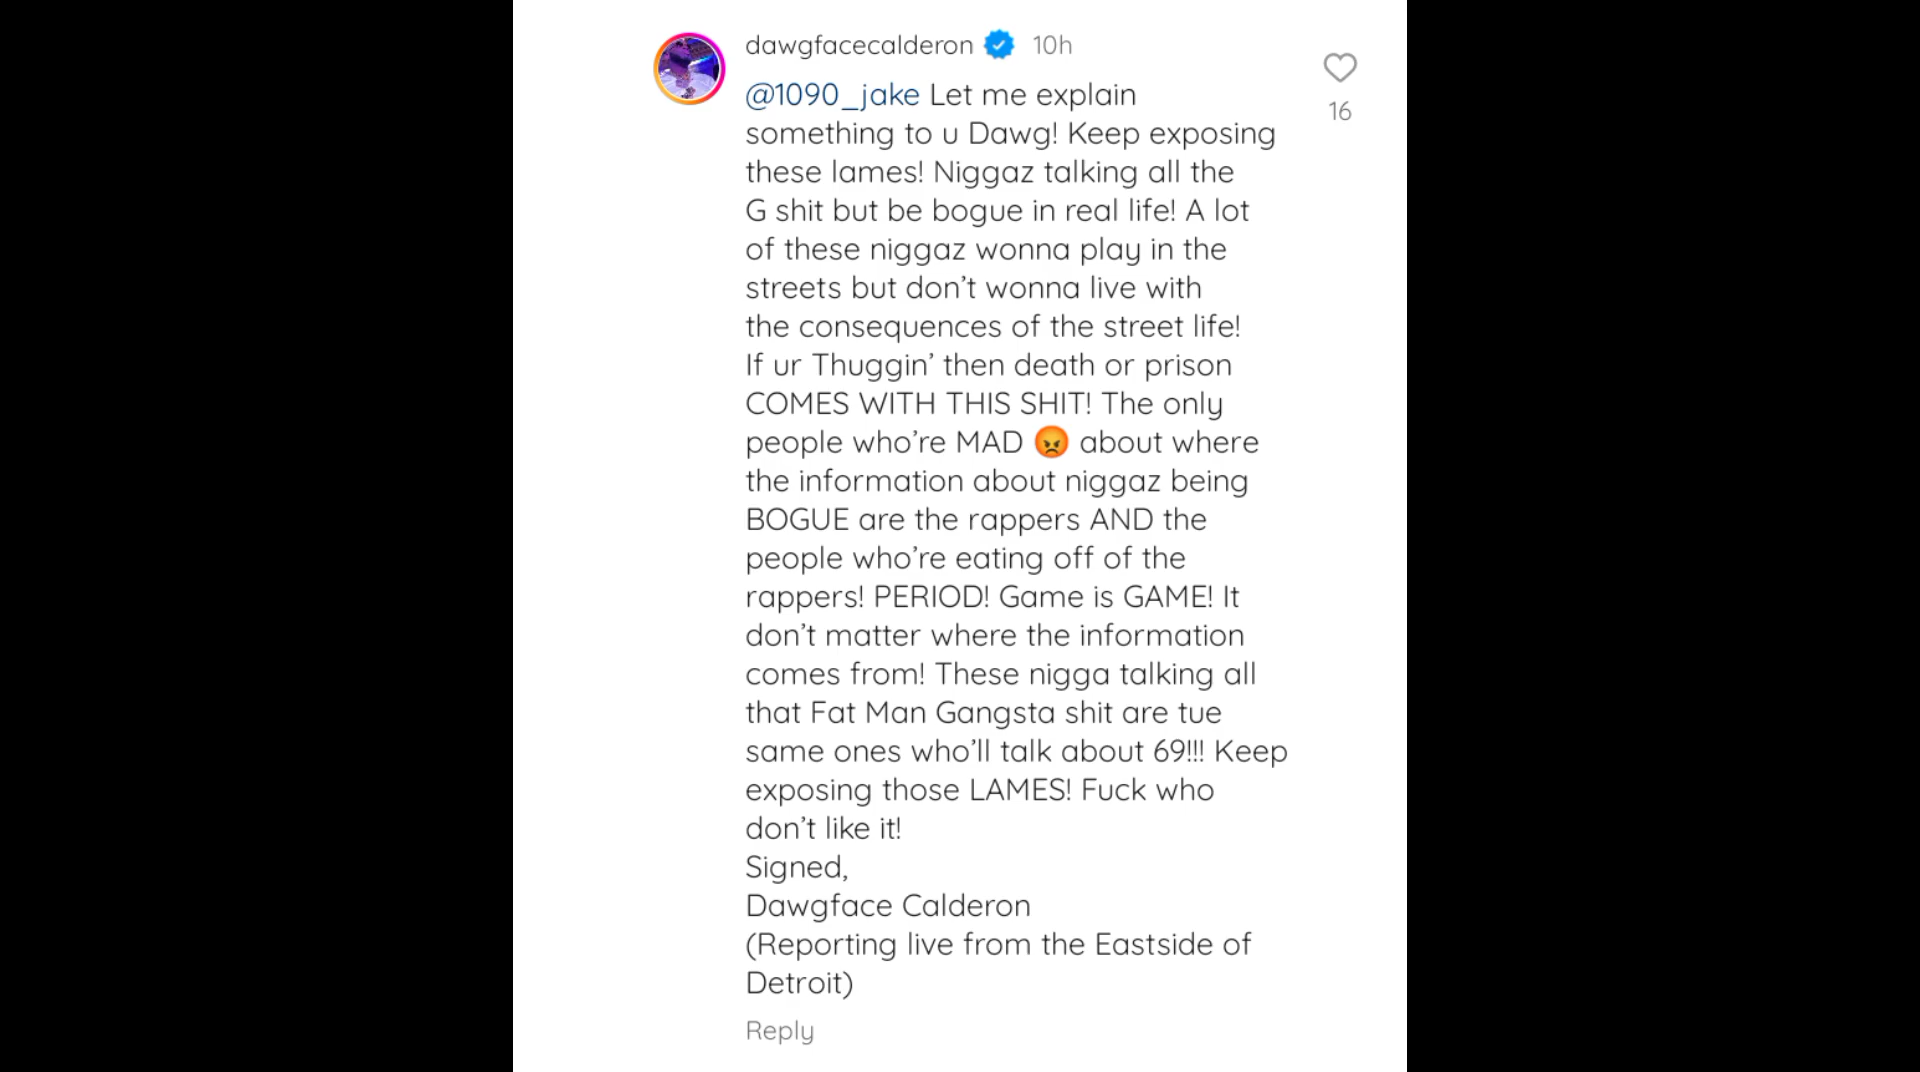 dawgfacecalderon 10h
@1090_jake Let me explain
something to u Dawg! Keep exposing
these lames! Niggaz talking all the
G shit but be bogue in real life! A lot
of these niggaz wonna play in the
streets but don’t wonna live with
the consequences of the street life!
If ur Thuggin’ then death or prison
COMES WITH THIS SHIT! The only
people who’re MAD 😡 about where
the information about niggaz being
BOGUE are the rappers AND the
people who’re eating off of the
rappers! PERIOD! Game is GAME! It
don’t matter where the information
comes from! These nigga talking all
that Fat Man Gangsta shit are tue
same ones who’ll talk about 69!!! Keep
exposing those LAMES! Fuck who
don’t like it!
Signed,
Dawgface Calderon
(Reporting live from the Eastside of
Detroit)
Reply
16